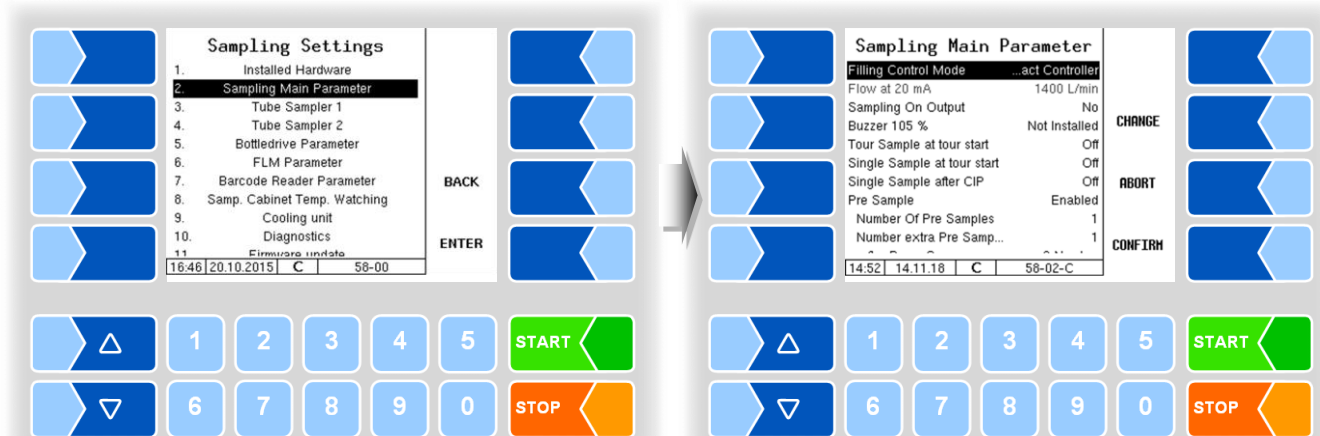 Sampling Settings
1. Installed Hardware
2. Sampling Main Parameter
3. Tube Sampler 1
4. Tube Sampler 2
5. Bottledrive Parameter
6. FLM Parameter
7. Barcode Reader Parameter
8. Samp. Cabinet Temp. Watching
9. Cooling unit
10. Diagnostics
11. Firmware update
BACK
ENTER
16:46 20.10.2015 C 58-00
1 2 3 4 5 START
6 7 8 9 0 STOP
Sampling Main Parameter
Filling Control Mode ...act Controller
Flow at 20 mA 1400 L/min
Sampling On Output No
Buzzer 105 % Not Installed
Tour Sample at tour start Off
Single Sample at tour start Off
Single Sample after CIP Off
Pre Sample Enabled
Number Of Pre Samples 1
Number extra Pre Samp... 1
CHANGE
ABORT
CONFIRM
14:52 14.11.18 C 58-02-C
1 2 3 4 5 START
6 7 8 9 0 STOP